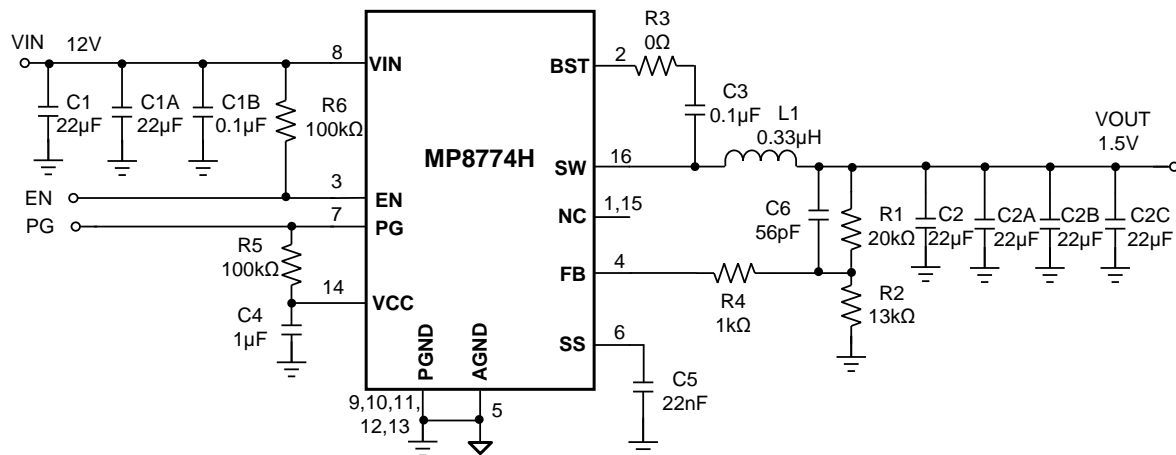 VIN
12V
C1
22µF
C1A
22µF
C1B
0.1µF
R6
100kΩ
EN
PG
R5
100kΩ
C4
1µF
8
3
7
14
VIN
EN
PG
VCC
MP8774H
BST
SW
NC
FB
SS
PGND
AGND
9,10,11,
12,13
5
2
16
1,15
4
6
R3
0Ω
C3
0.1µF
L1
0.33µH
C6
56pF
R1
20kΩ
R4
1kΩ
R2
13kΩ
C5
22nF
C2
22µF
C2A
22µF
C2B
22µF
C2C
22µF
VOUT
1.5V